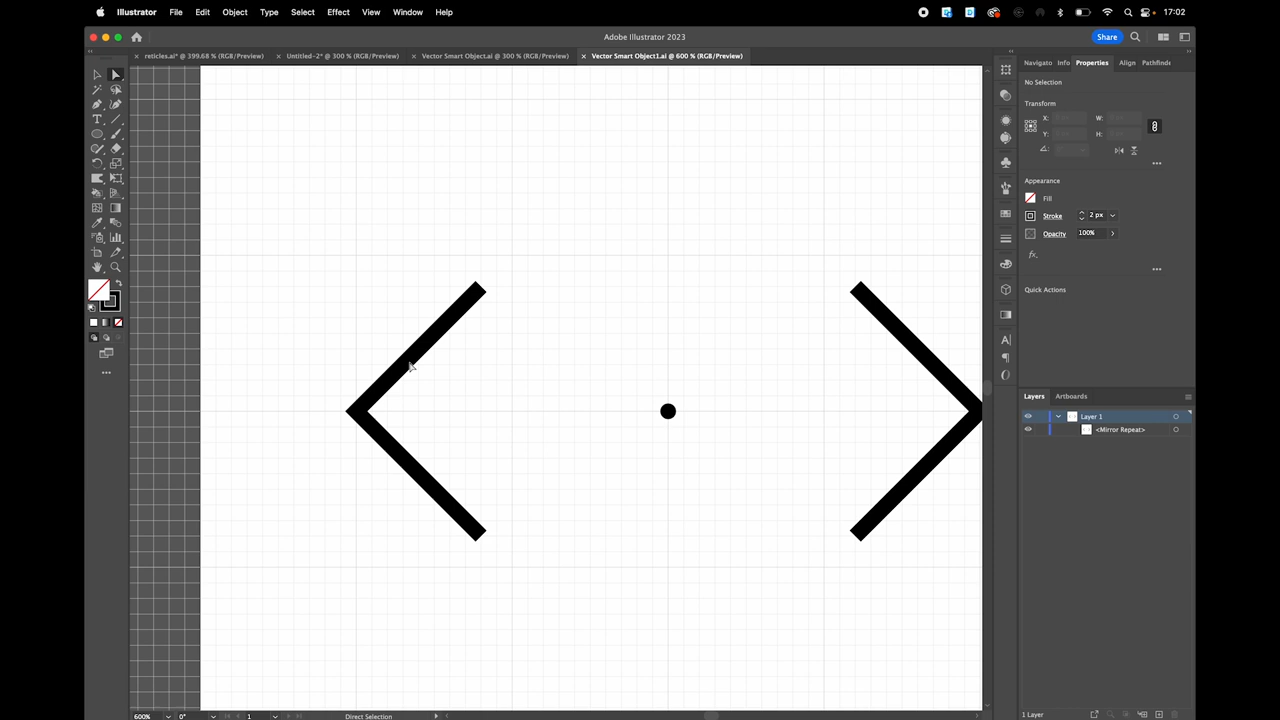 Illustrator File Edit Object Type Select Effect View Window Help 17:02
Adobe Illustrator 2023 Share
reticles.ai* @ 399.68 % (RGB/Preview) Untitled-2* @ 300 % (RGB/Preview) Vector Smart Object.ai @ 300 % (RGB/Preview) Vector Smart Object1.ai @ 600 % (RGB/Preview)
Navigato Info Properties Align Pathfinde
No Selection
Transform
X: W:
Y: H:
Appearance
Fill
Stroke 2 px
Opacity 100%
fx.
Quick Actions
Layers Artboards
Layer 1
<Mirror Repeat>
600% 0° 1 Direct Selection 1 Layer